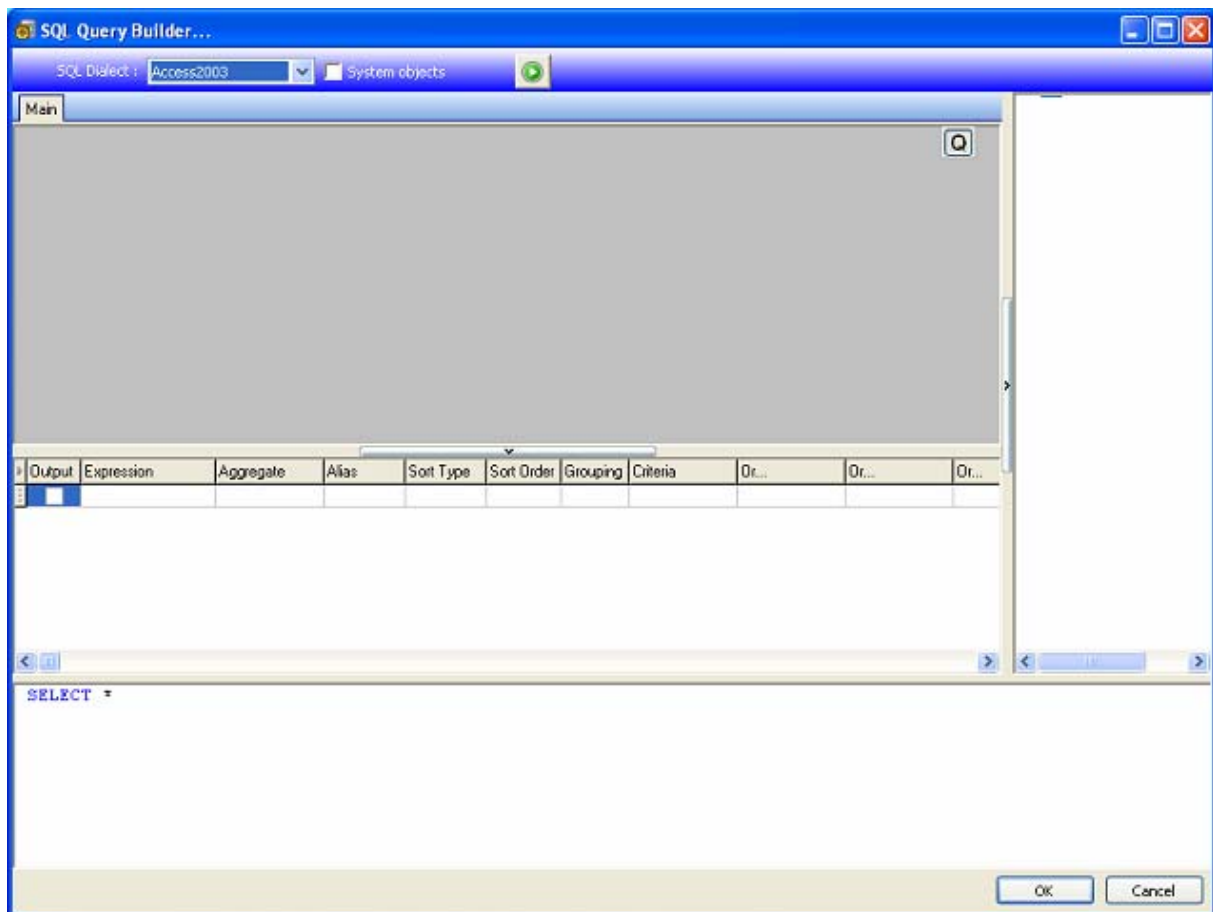 SQL Query Builder...
SQL Dialect : Access2003 System objects
Main
Q
Output Expression Aggregate Alias Sort Type Sort Order Grouping Criteria Or... Or... Or...
SELECT *
OK Cancel